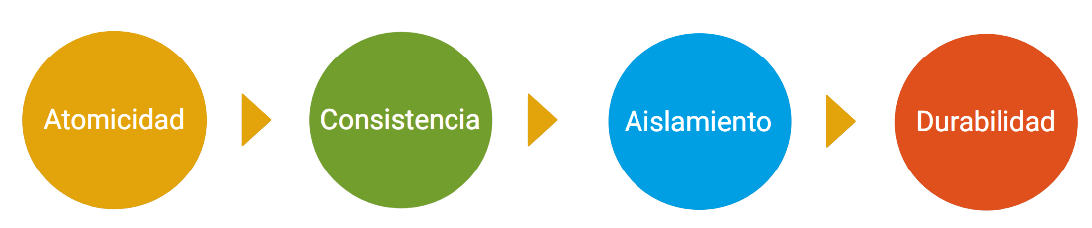 Atomicidad
Consistencia
Aislamiento
Durabilidad